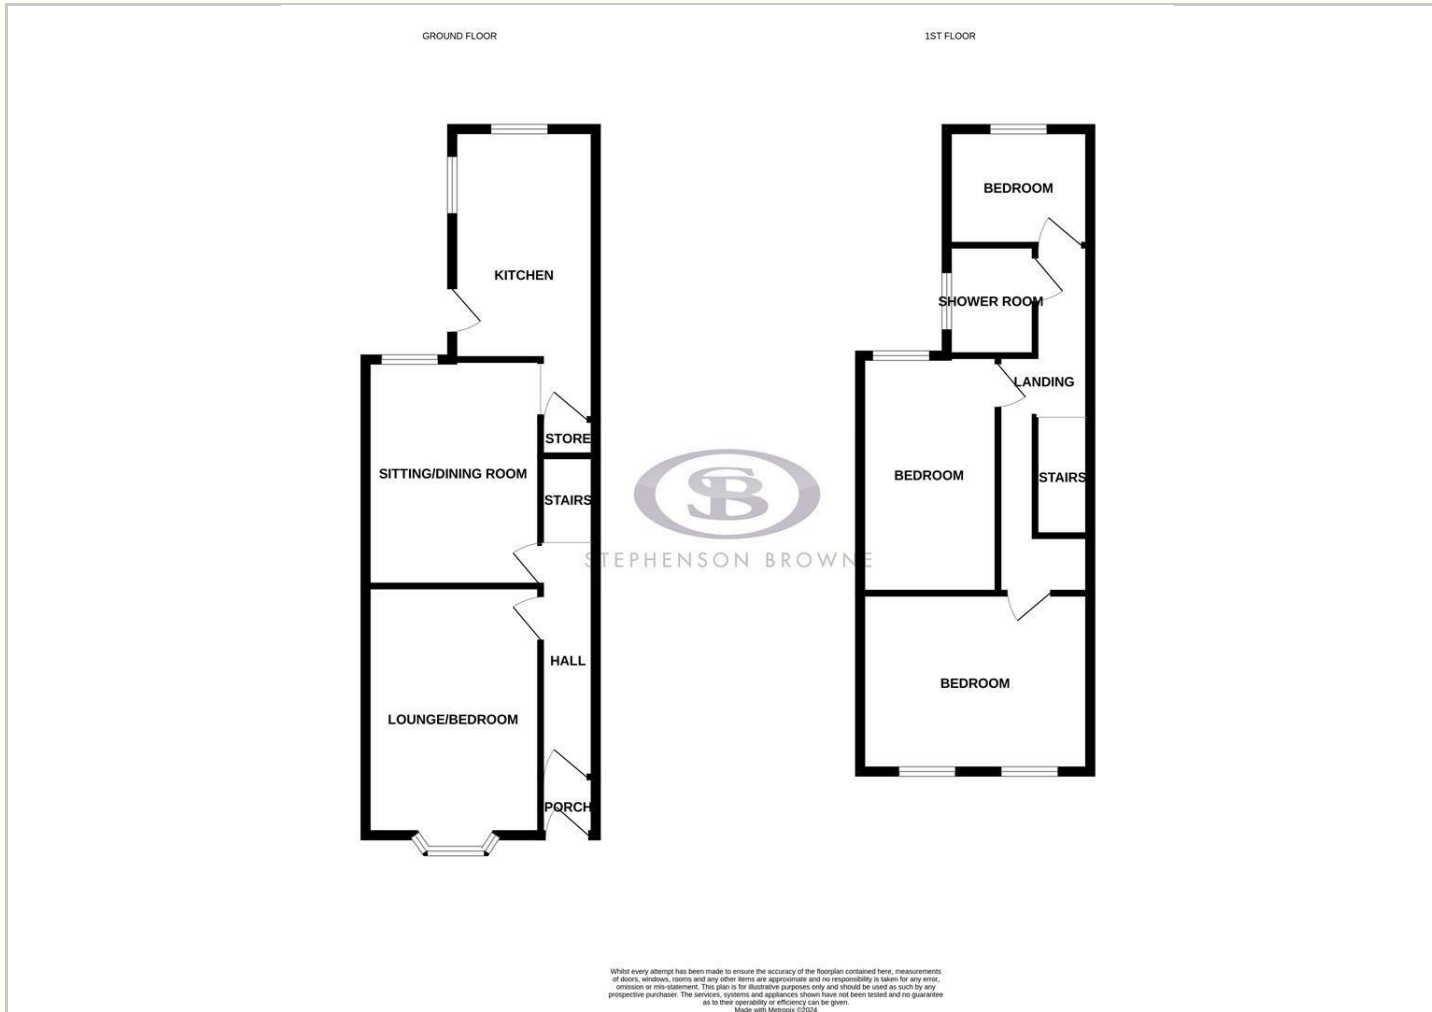 GROUND FLOOR
1ST FLOOR
KITCHEN
STORE
SITTING/DINING ROOM
STAIRS
HALL
LOUNGE/BEDROOM
PORCH
BEDROOM
SHOWER ROOM
LANDING
BEDROOM
STAIRS
BEDROOM
SB
STEPHENSON BROWNE
Whilst every attempt has been made to ensure the accuracy of the floorplan contained here, measurements
of doors, windows, rooms and any other items are approximate and no responsibility is taken for any error,
omission or mis-statement. This plan is for illustrative purposes only and should be used as such by any
prospective purchaser. The services, systems and appliances shown have not been tested and no guarantee
as to their operability or efficiency can be given.
Made with Metropix ©2024